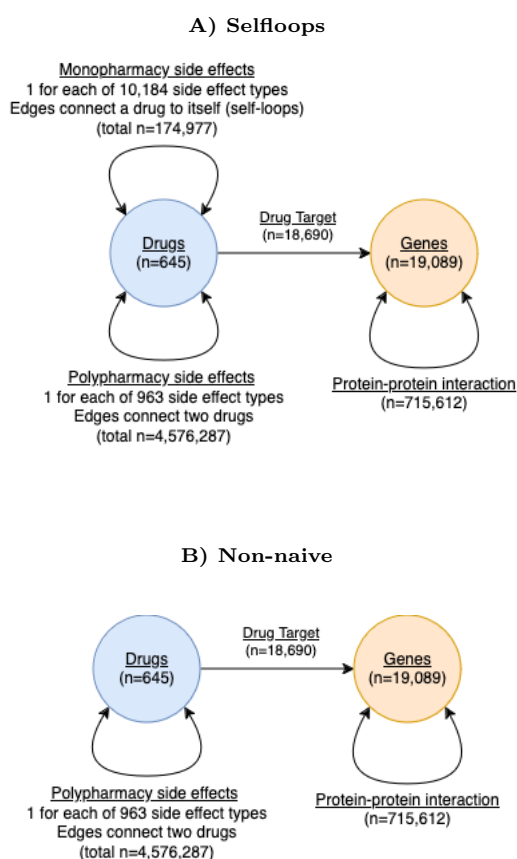 A) Selfloops
Monopharmacy side effects
1 for each of 10,184 side effect types
Edges connect a drug to itself (self-loops)
(total n=174,977)
Drug Target
(n=18,690)
Drugs
(n=645)
Genes
(n=19,089)
Polypharmacy side effects
1 for each of 963 side effect types
Edges connect two drugs
(total n=4,576,287)
Protein-protein interaction
(n=715,612)
B) Non-naive
Drug Target
(n=18,690)
Drugs
(n=645)
Genes
(n=19,089)
Polypharmacy side effects
1 for each of 963 side effect types
Edges connect two drugs
(total n=4,576,287)
Protein-protein interaction
(n=715,612)